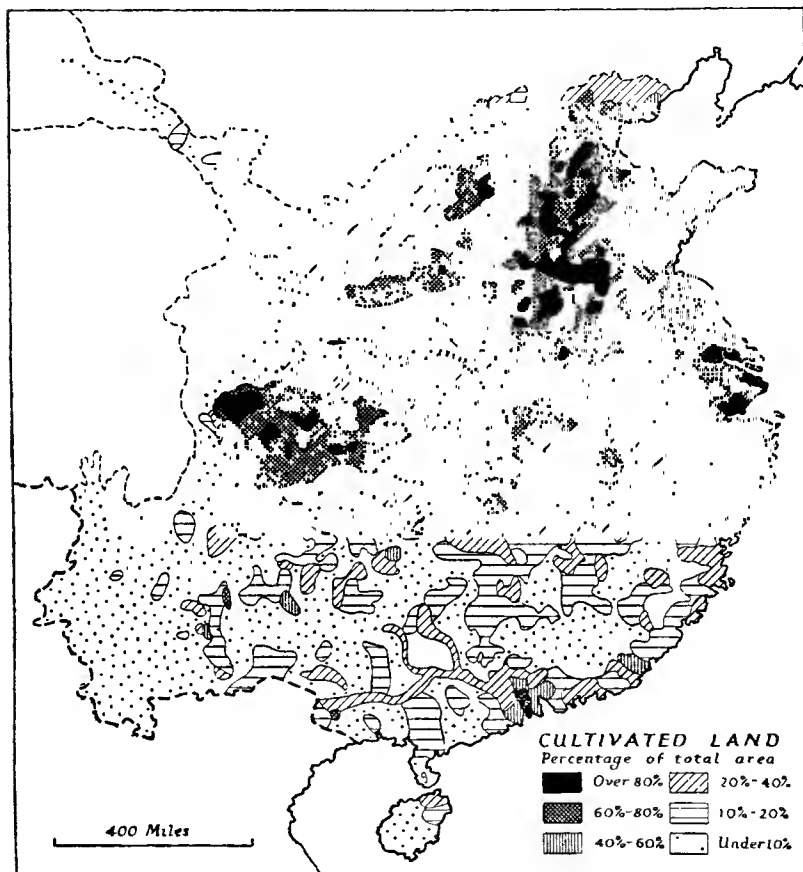 CULTIVATED LAND
Percentage of total area
Over 80%
20%-40%
60%-80%
10%-20%
40%-60%
Under 10%
400 Miles